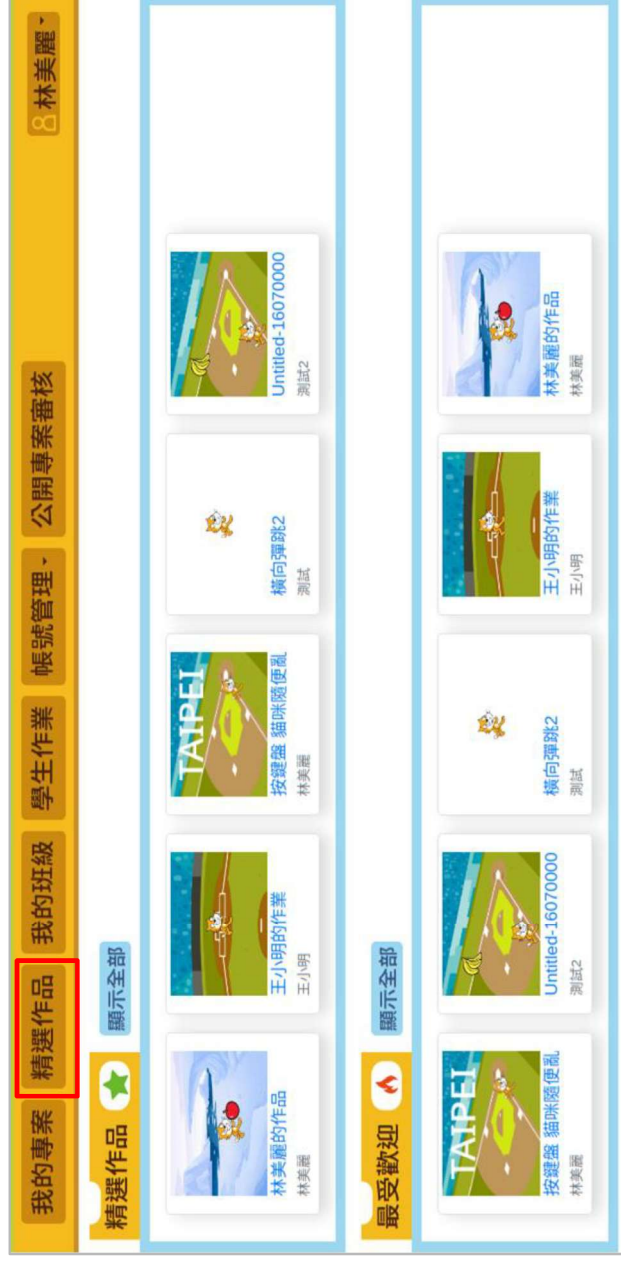 我的專案 精選作品 我的班級 學生作業 帳號管理 公開專案審核 林美麗
精選作品 顯示全部
林美麗的作品
林美麗
王小明的作業
王小明
TAIPEI
按鍵盤 貓咪隨便亂
林美麗
橫向彈跳2
測試
Untitled-16070000
測試2
最受歡迎 顯示全部
TAIPEI
按鍵盤 貓咪隨便亂
林美麗
Untitled-16070000
測試2
橫向彈跳2
測試
王小明的作業
王小明
林美麗的作品
林美麗